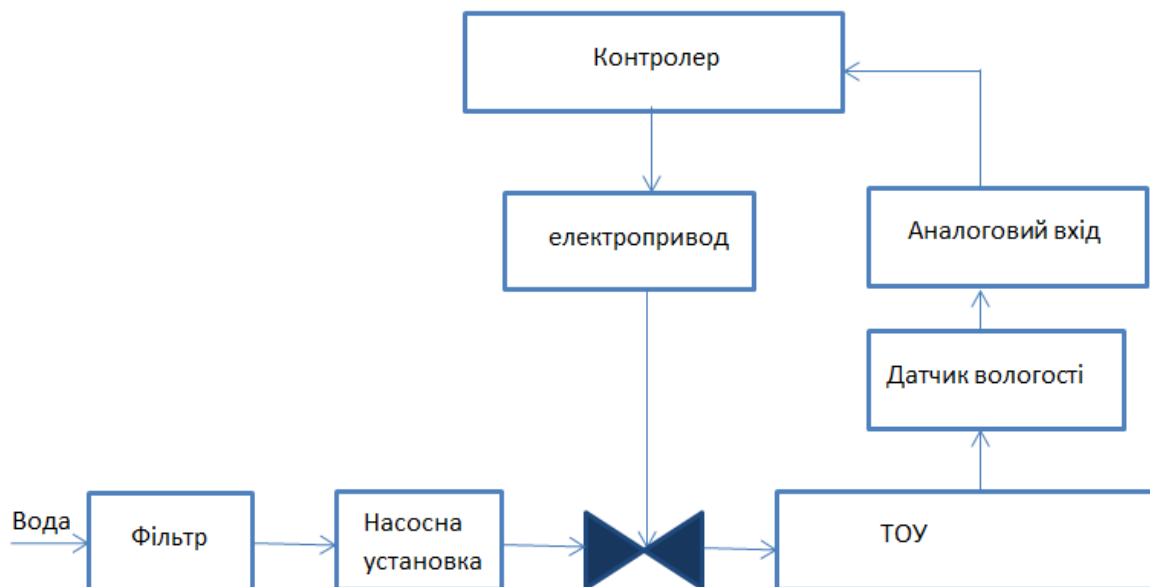 Контролер
електропривод
Аналоговий вхід
Датчик вологості
Вода
Фільтр
Насосна
установка
ТОУ